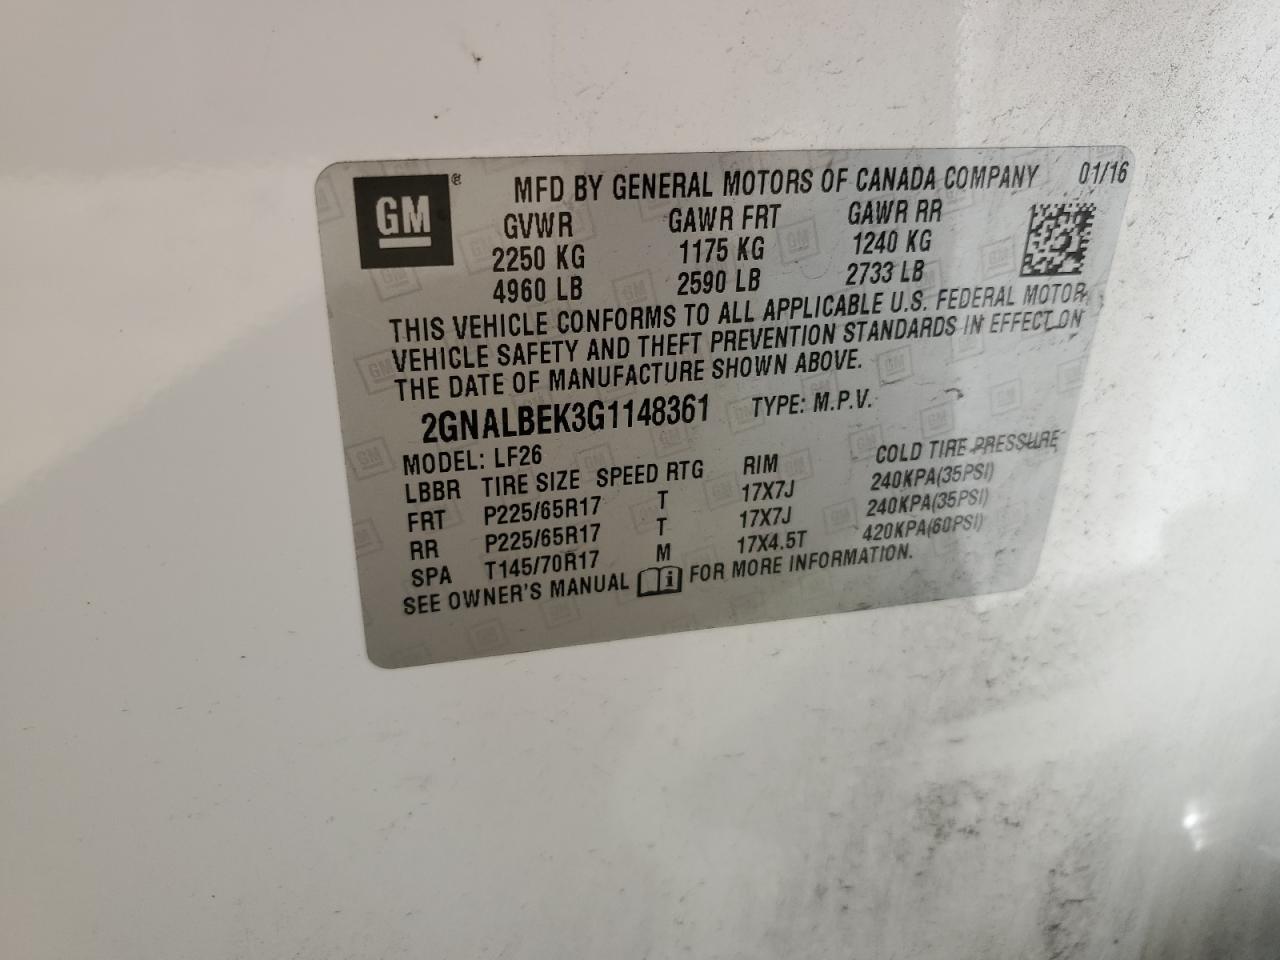 GM® MFD BY GENERAL MOTORS OF CANADA COMPANY 01/16
GVWR GAWR FRT GAWR RR
2250 KG 1175 KG 1240 KG
4960 LB 2590 LB 2733 LB
THIS VEHICLE CONFORMS TO ALL APPLICABLE U.S. FEDERAL MOTOR
VEHICLE SAFETY AND THEFT PREVENTION STANDARDS IN EFFECT ON
THE DATE OF MANUFACTURE SHOWN ABOVE.
2GNALBEK3G1148361 TYPE: M.P.V.
MODEL: LF26
LBBR TIRE SIZE SPEED RTG RIM COLD TIRE PRESSURE
FRT P225/65R17 T 17X7J 240KPA(35PSI)
RR P225/65R17 T 17X7J 240KPA(35PSI)
SPA T145/70R17 M 17X4.5T 420KPA(60PSI)
SEE OWNER'S MANUAL i FOR MORE INFORMATION.